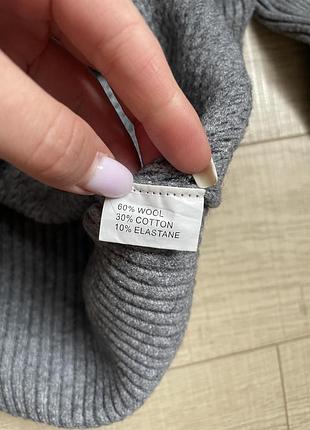 60% WOOL
30% COTTON
10% ELASTANE